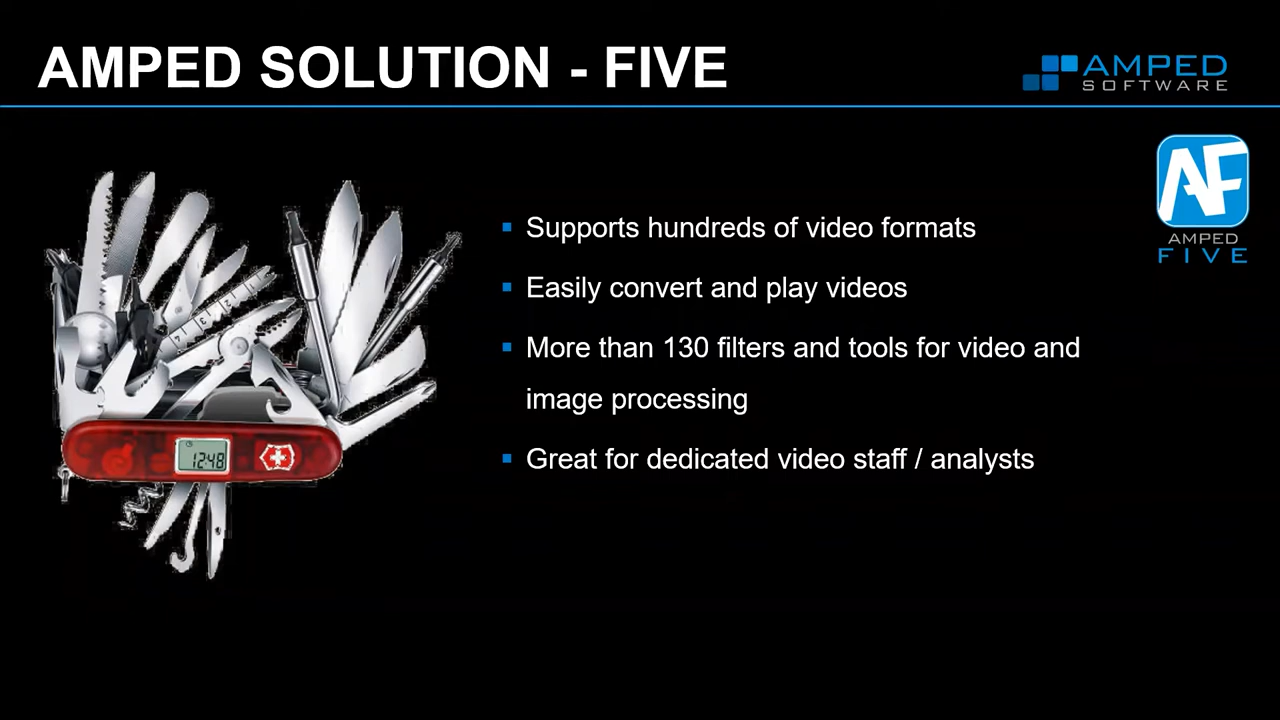 AMPED SOLUTION - FIVE
AMPED
SOFTWARE
AF
AMPED
FIVE
▪ Supports hundreds of video formats
▪ Easily convert and play videos
▪ More than 130 filters and tools for video and
image processing
▪ Great for dedicated video staff / analysts
12:48